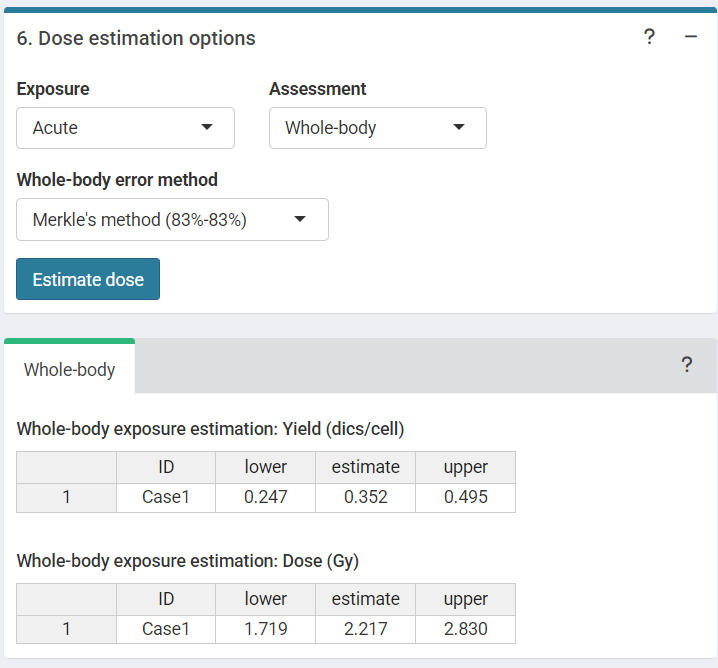 6. Dose estimation options ? −
Exposure Assessment
Acute Whole-body
Whole-body error method
Merkle's method (83%-83%)
Estimate dose
Whole-body ?
Whole-body exposure estimation: Yield (dics/cell)
ID lower estimate upper
1 Case1 0.247 0.352 0.495
Whole-body exposure estimation: Dose (Gy)
ID lower estimate upper
1 Case1 1.719 2.217 2.830